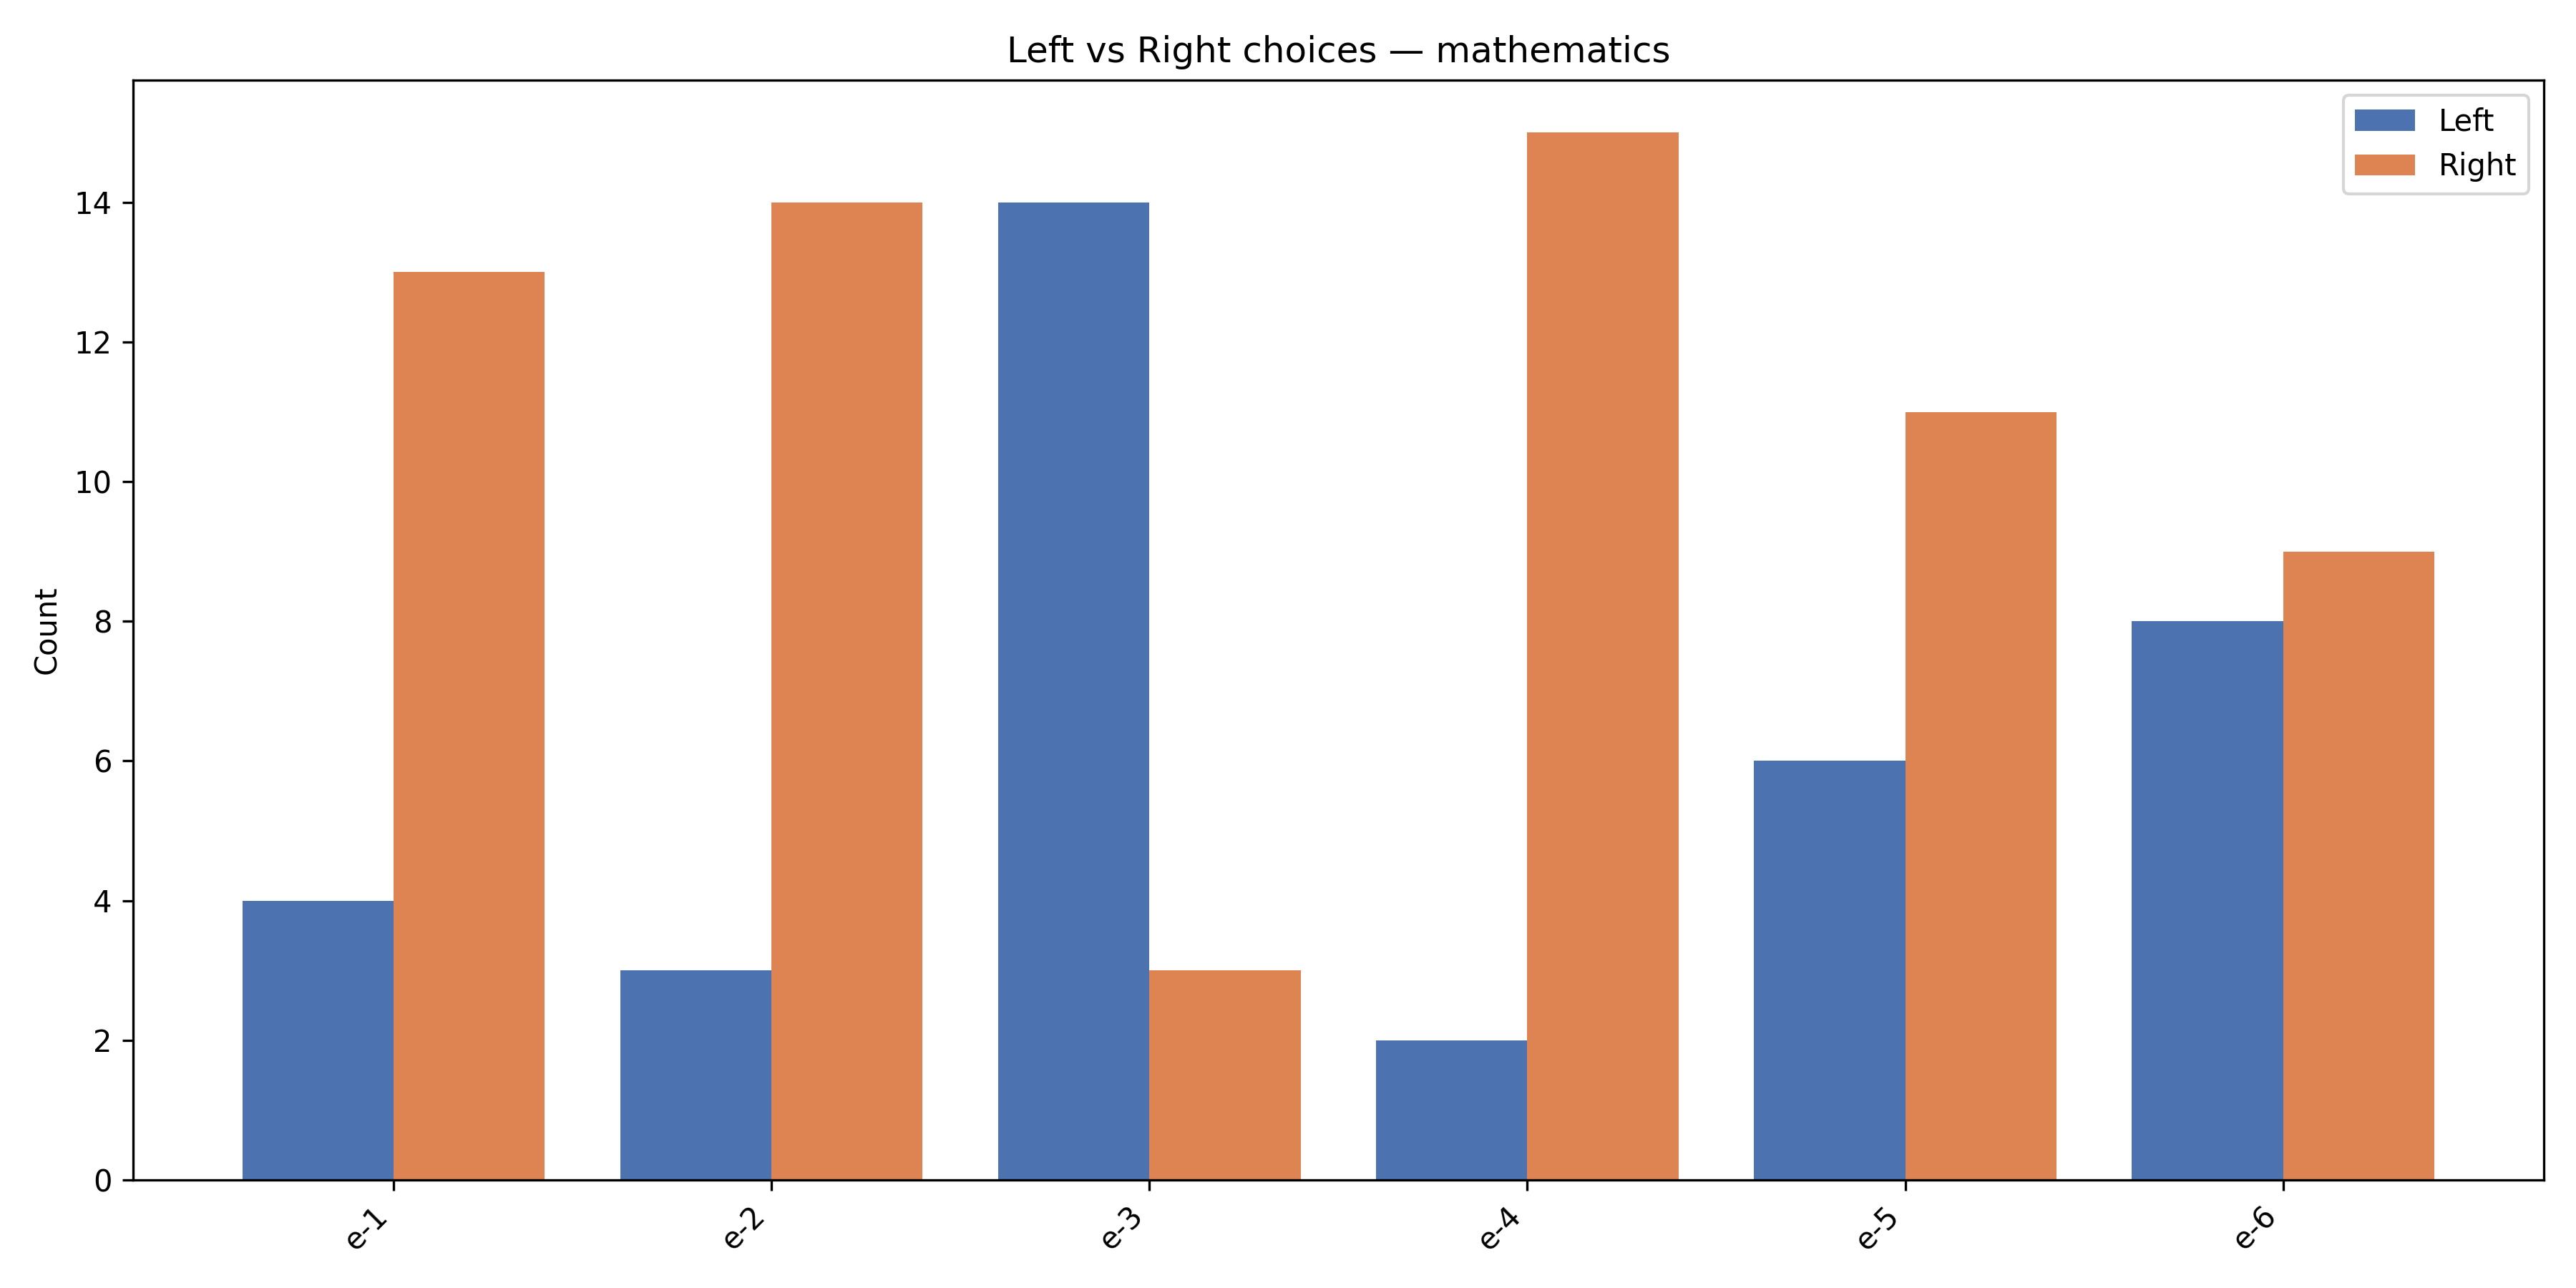 Left vs Right choices — mathematics
Left
Right
Count
14
12
10
8
6
4
2
0
e-1
e-2
e-3
e-4
e-5
e-6